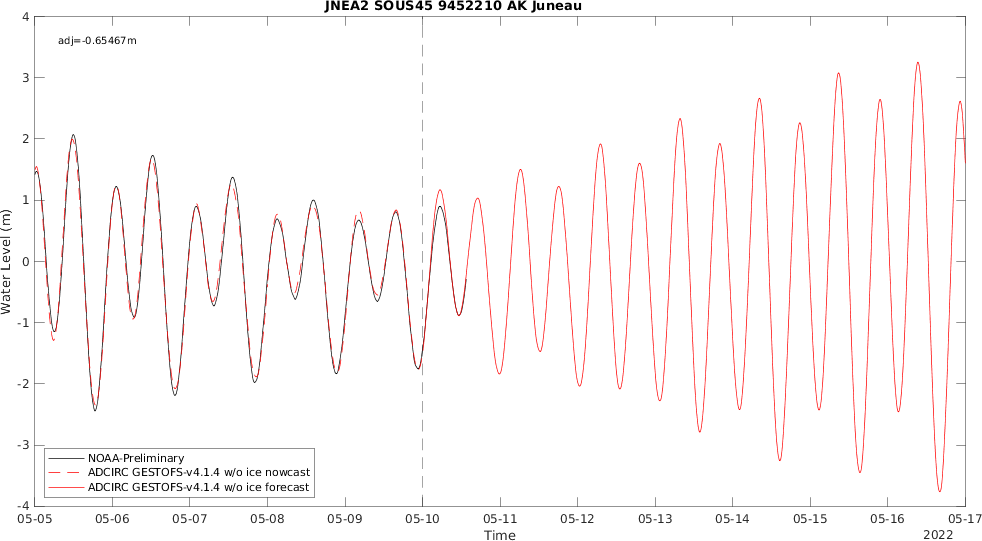 JNEA2 SOUS45 9452210 AK Juneau
adj=-0.65467m
4
3
2
1
0
-1
-2
-3
-4
Water Level (m)
NOAA-Preliminary
ADCIRC GESTOFS-v4.1.4 w/o ice nowcast
ADCIRC GESTOFS-v4.1.4 w/o ice forecast
05-05 05-06 05-07 05-08 05-09 05-10 05-11 05-12 05-13 05-14 05-15 05-16 05-17
Time
2022